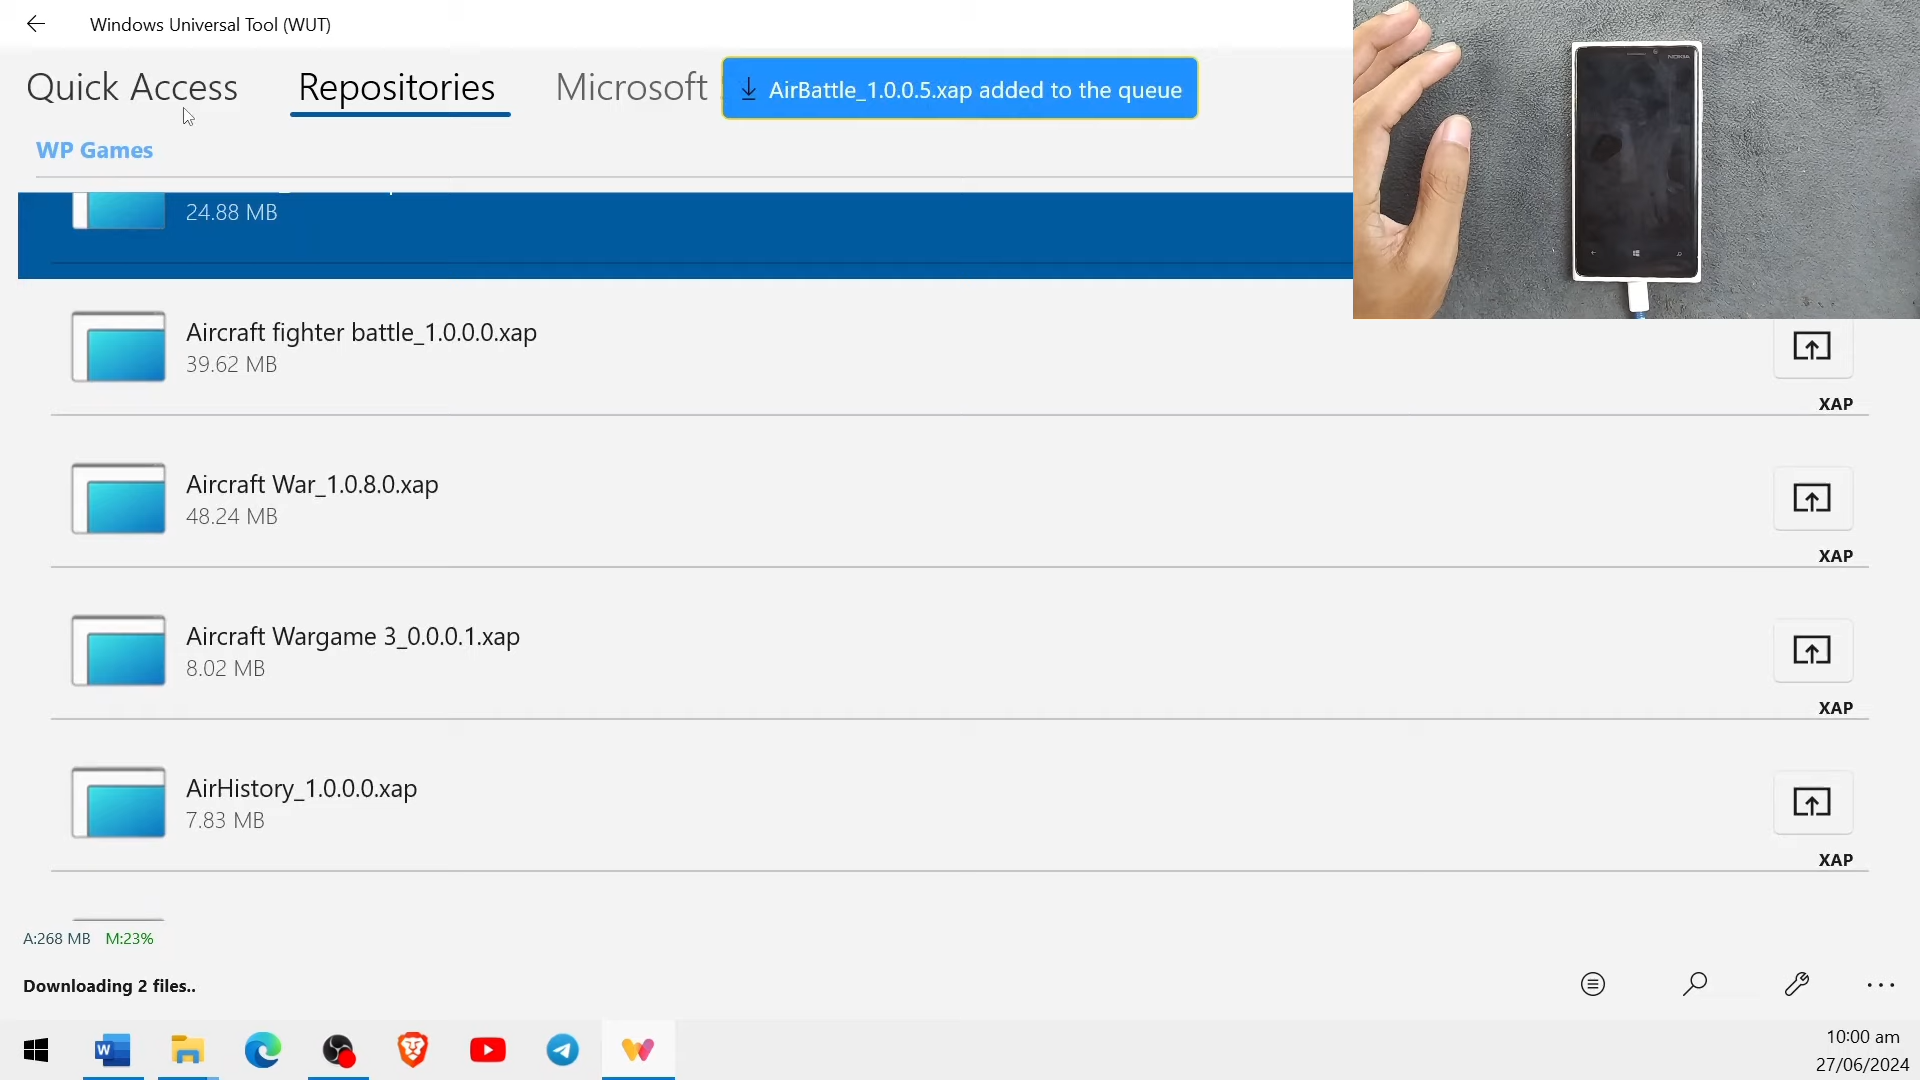 Windows Universal Tool (WUT)
Quick Access
Repositories
Microsoft
AirBattle_1.0.0.5.xap added to the queue
WP Games
24.88 MB
Aircraft fighter battle_1.0.0.0.xap
39.62 MB
XAP
Aircraft War_1.0.8.0.xap
48.24 MB
XAP
Aircraft Wargame 3_0.0.0.1.xap
8.02 MB
XAP
AirHistory_1.0.0.0.xap
7.83 MB
XAP
A:268 MB M:23%
Downloading 2 files..
10:00 am
27/06/2024
NOKIA